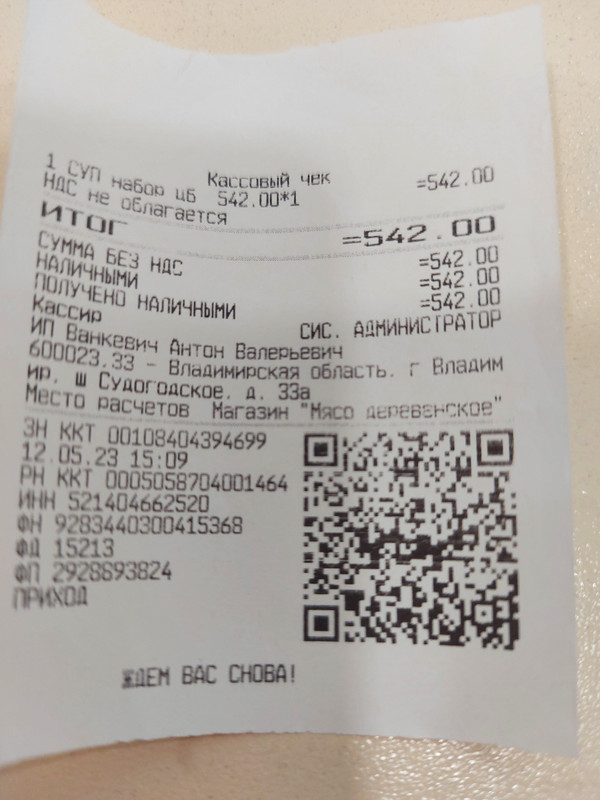 Кассовый чек
1 СУП набор цб 542.00*1 =542.00
НДС не облагается
ИТОГ =542.00
СУММА БЕЗ НДС =542.00
НАЛИЧНЫМИ =542.00
ПОЛУЧЕНО НАЛИЧНЫМИ =542.00
Кассир СИС. АДМИНИСТРАТОР
ИП Ванкевич Антон Валерьевич
600023,33 - Владимирская область, г Владим
ир, ш Судогодское, д. 33а
Место расчетов Магазин "Мясо деревенское"
ЗН ККТ 00108404394699
12.05.23 15:09
РН ККТ 0005058704001464
ИНН 521404662520
ФН 9283440300415368
ФД 15213
ФП 2928893824
ПРИХОД
ЖДЕМ ВАС СНОВА!